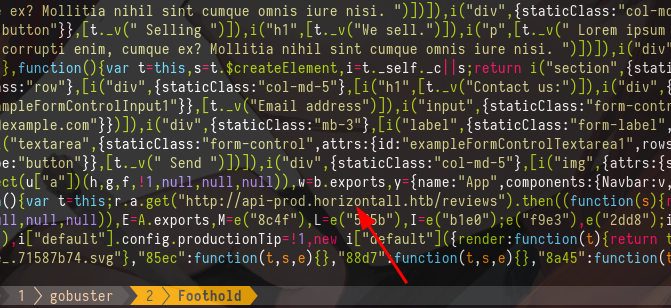 e ex? Mollitia nihil sint cumque omnis iure nisi. ")])]),i("div",{staticClass:"col-md
button"}},[t._v(" Selling ")]),i("h1",[t._v("We sell.")]),i("p",[t._v(" Lorem ipsum
corrupti enim, cumque ex? Mollitia nihil sint cumque omnis iure nisi. ")])]),i("div"
},function(){var t=this,s=t.$createElement,i=t._self._c||s;return i("section",{stati
ss:"row"},[i("div",{staticClass:"col-md-5"},[i("h1",[t._v("Contact us:")]),i("div",{
ampleFormControlInput1"}},[t._v("Email address")]),i("input",{staticClass:"form-contr
example.com"}})]),i("div",{staticClass:"mb-3"},[i("label",{staticClass:"form-label",
("textarea",{staticClass:"form-control",attrs:{id:"exampleFormControlTextarea1",rows
pe:"button"}},[t._v(" Send ")])])]),i("div",{staticClass:"col-md-5"},[i("img",{attrs:{
ect(u["a"])(h,g,f,!1,null,null,null)),w=b.exports,y={name:"App",components:{Navbar:v,
(){var t=this;r.a.get("http://api-prod.horizontall.htb/reviews").then((function(s){r
ull,null,null)),E=A.exports,M=e("8c4f"),L=e("5 5b"),I=e("b1e0");e("f9e3"),e("2dd8");i
),i["default"].config.productionTip=!1,new i["default"]({render:function(t){return t
e_.71587b74.svg"},"85ec":function(t,s,e){},"88d7":function(t,s,e){},"8a45":function(t
1 gobuster 2 Foothold